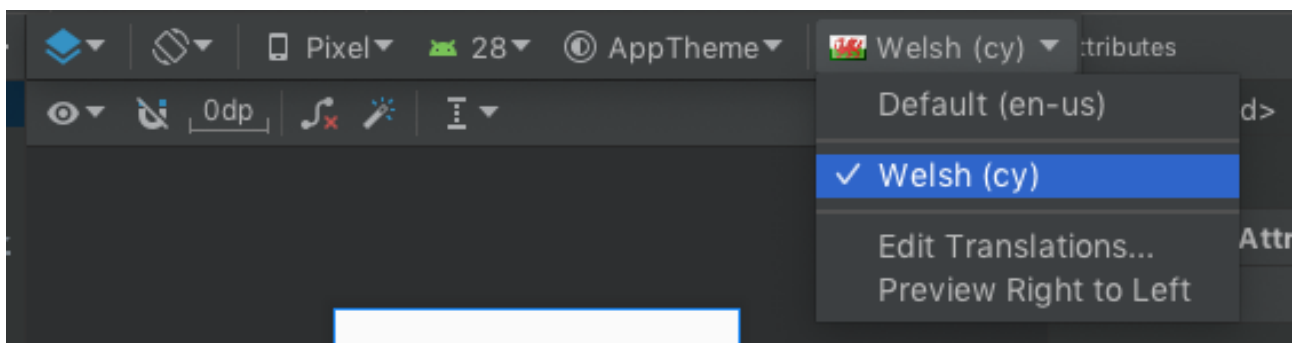 Pixel 28 AppTheme Welsh (cy) ttributes
0dp
Default (en-us) d>
Welsh (cy)
Edit Translations... Attr
Preview Right to Left